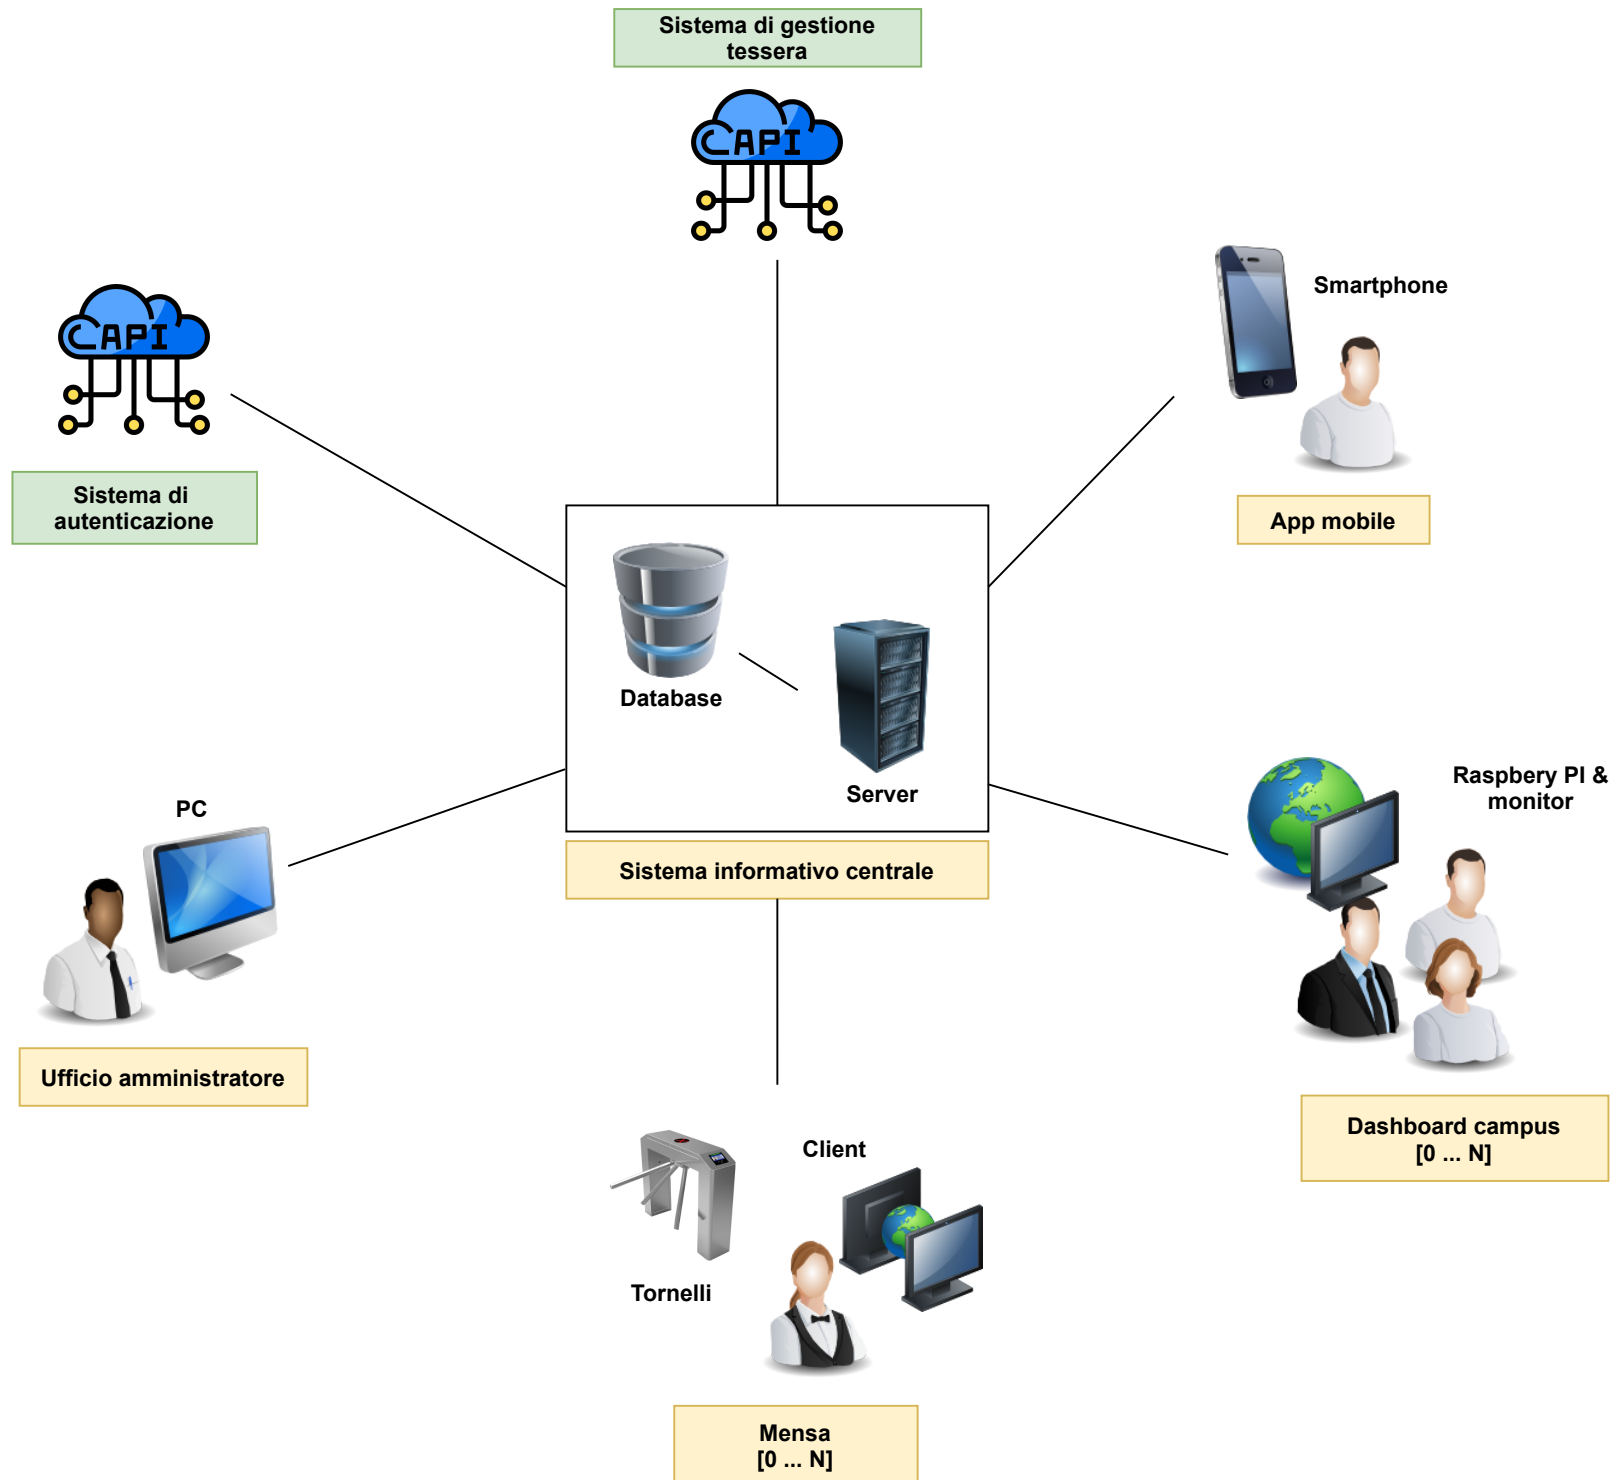 Sistema di gestione
tessera
API
Smartphone
API
Sistema di
autenticazione
App mobile
Database
Server
Raspbery PI &
monitor
PC
Sistema informativo centrale
Ufficio amministratore
Dashboard campus
[0 ... N]
Client
Tornelli
Mensa
[0 ... N]